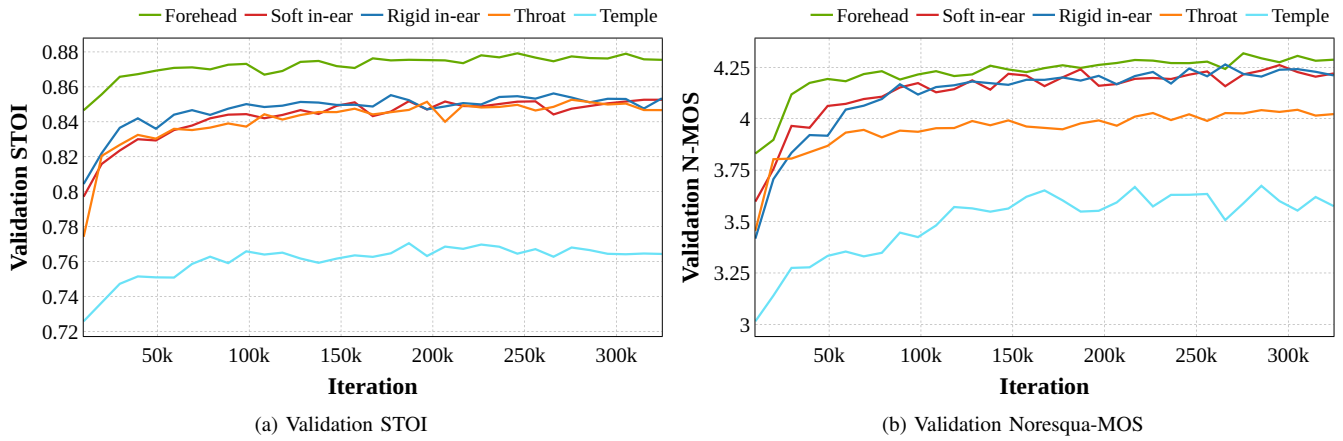 Forehead Soft in-ear Rigid in-ear Throat Temple
0.88
0.86
0.84
0.82
0.8
0.78
0.76
0.74
0.72
Validation STOI
50k 100k 150k 200k 250k 300k
Iteration
(a) Validation STOI
Forehead Soft in-ear Rigid in-ear Throat Temple
4.25
4
3.75
3.5
3.25
3
Validation N-MOS
50k 100k 150k 200k 250k 300k
Iteration
(b) Validation Noresqua-MOS